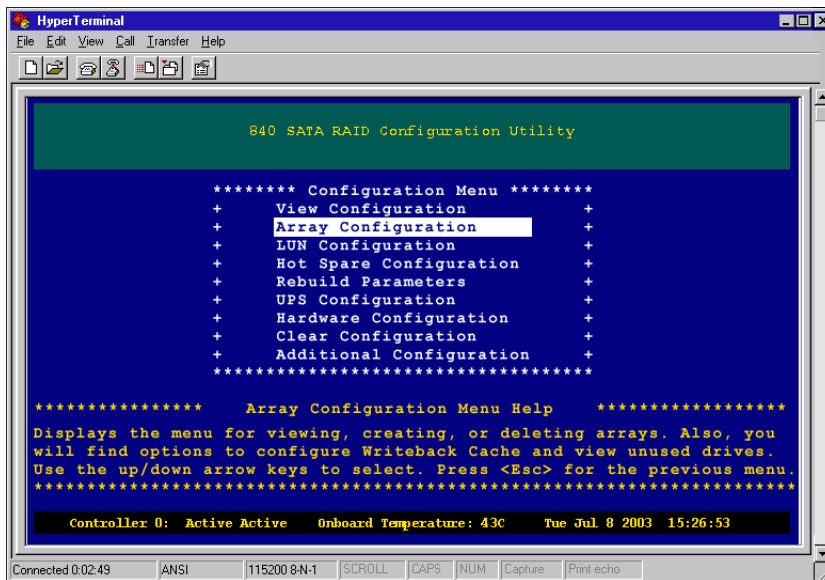 HyperTerminal
File Edit View Call Transfer Help
840 SATA RAID Configuration Utility
******** Configuration Menu ********
+ View Configuration +
+ Array Configuration +
+ LUN Configuration +
+ Hot Spare Configuration +
+ Rebuild Parameters +
+ UPS Configuration +
+ Hardware Configuration +
+ Clear Configuration +
+ Additional Configuration +
************************************
**************** Array Configuration Menu Help ******************
Displays the menu for viewing, creating, or deleting arrays. Also, you
will find options to configure Writeback Cache and view unused drives.
Use the up/down arrow keys to select. Press <Esc> for the previous menu.
************************************************************************
Controller 0: Active Active Onboard Temperature: 43C Tue Jul 8 2003 15:26:53
Connected 0:02:49 ANSI 115200 8-N-1 SCROLL CAPS NUM Capture Print echo